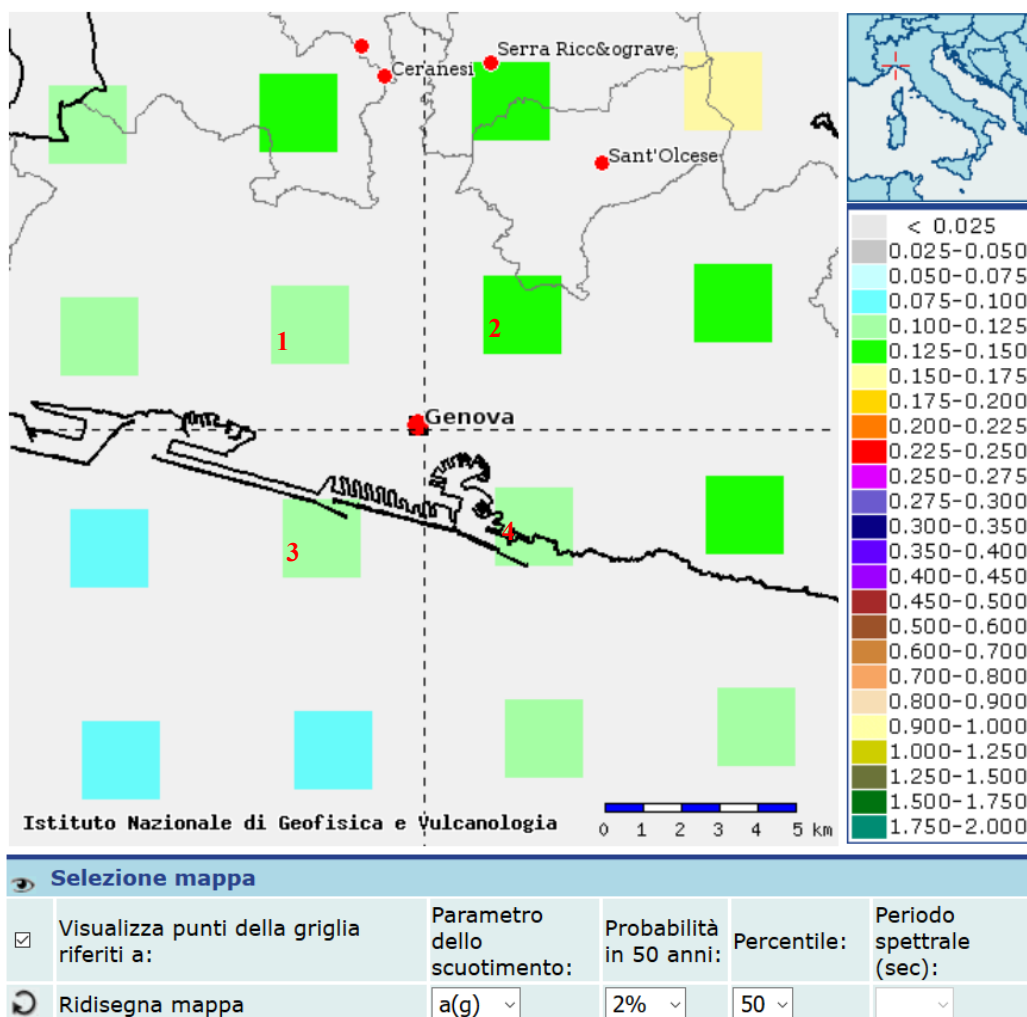 Serra Ricc&ograve;
Ceranesi
Sant'Olcese
1
2
Genova
3
4
Istituto Nazionale di Geofisica e Vulcanologia
0 1 2 3 4 5 km
< 0.025
0.025-0.050
0.050-0.075
0.075-0.100
0.100-0.125
0.125-0.150
0.150-0.175
0.175-0.200
0.200-0.225
0.225-0.250
0.250-0.275
0.275-0.300
0.300-0.350
0.350-0.400
0.400-0.450
0.450-0.500
0.500-0.600
0.600-0.700
0.700-0.800
0.800-0.900
0.900-1.000
1.000-1.250
1.250-1.500
1.500-1.750
1.750-2.000
Selezione mappa
Visualizza punti della griglia
riferiti a:
Parametro
dello
scuotimento:
Probabilità
in 50 anni:
Percentile:
Periodo
spettrale
(sec):
Ridisegna mappa
a(g)
2%
50